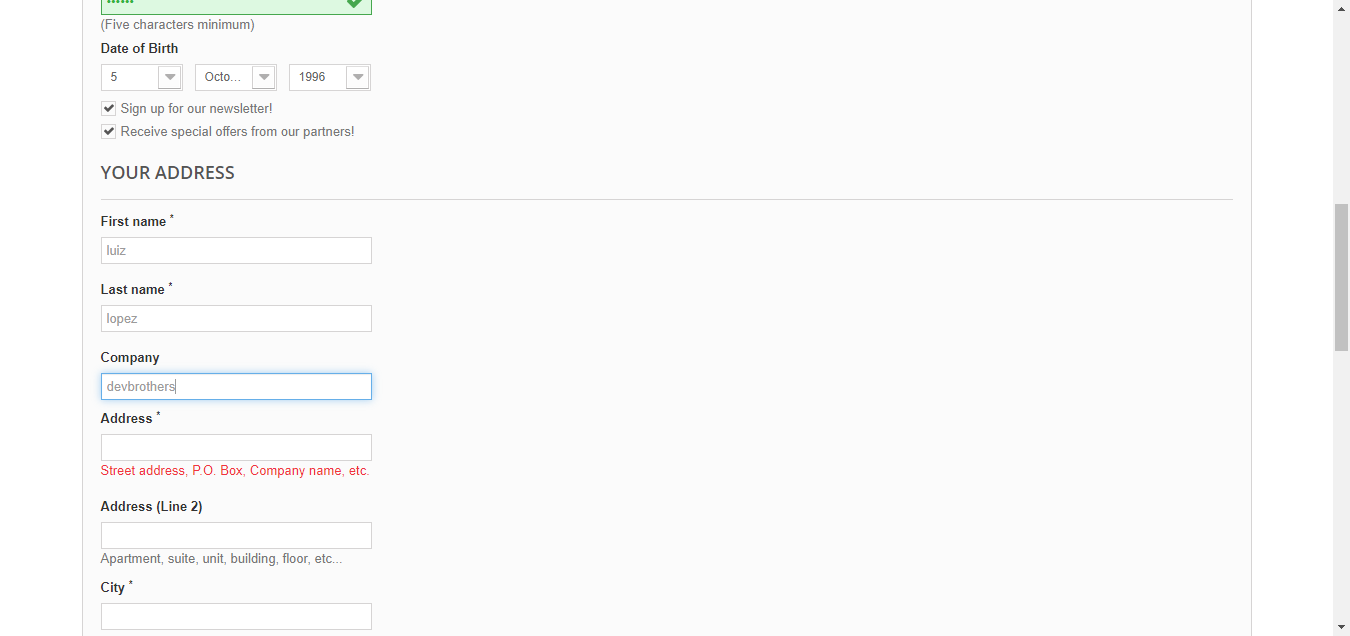 (Five characters minimum)
Date of Birth
5 Octo... 1996
Sign up for our newsletter!
Receive special offers from our partners!
YOUR ADDRESS
First name *
luiz
Last name *
lopez
Company
devbrothers
Address *
Street address, P.O. Box, Company name, etc.
Address (Line 2)
Apartment, suite, unit, building, floor, etc...
City *